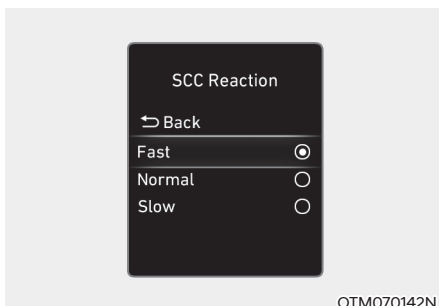 SCC Reaction
Back
Fast
Normal
Slow
OTM070142N